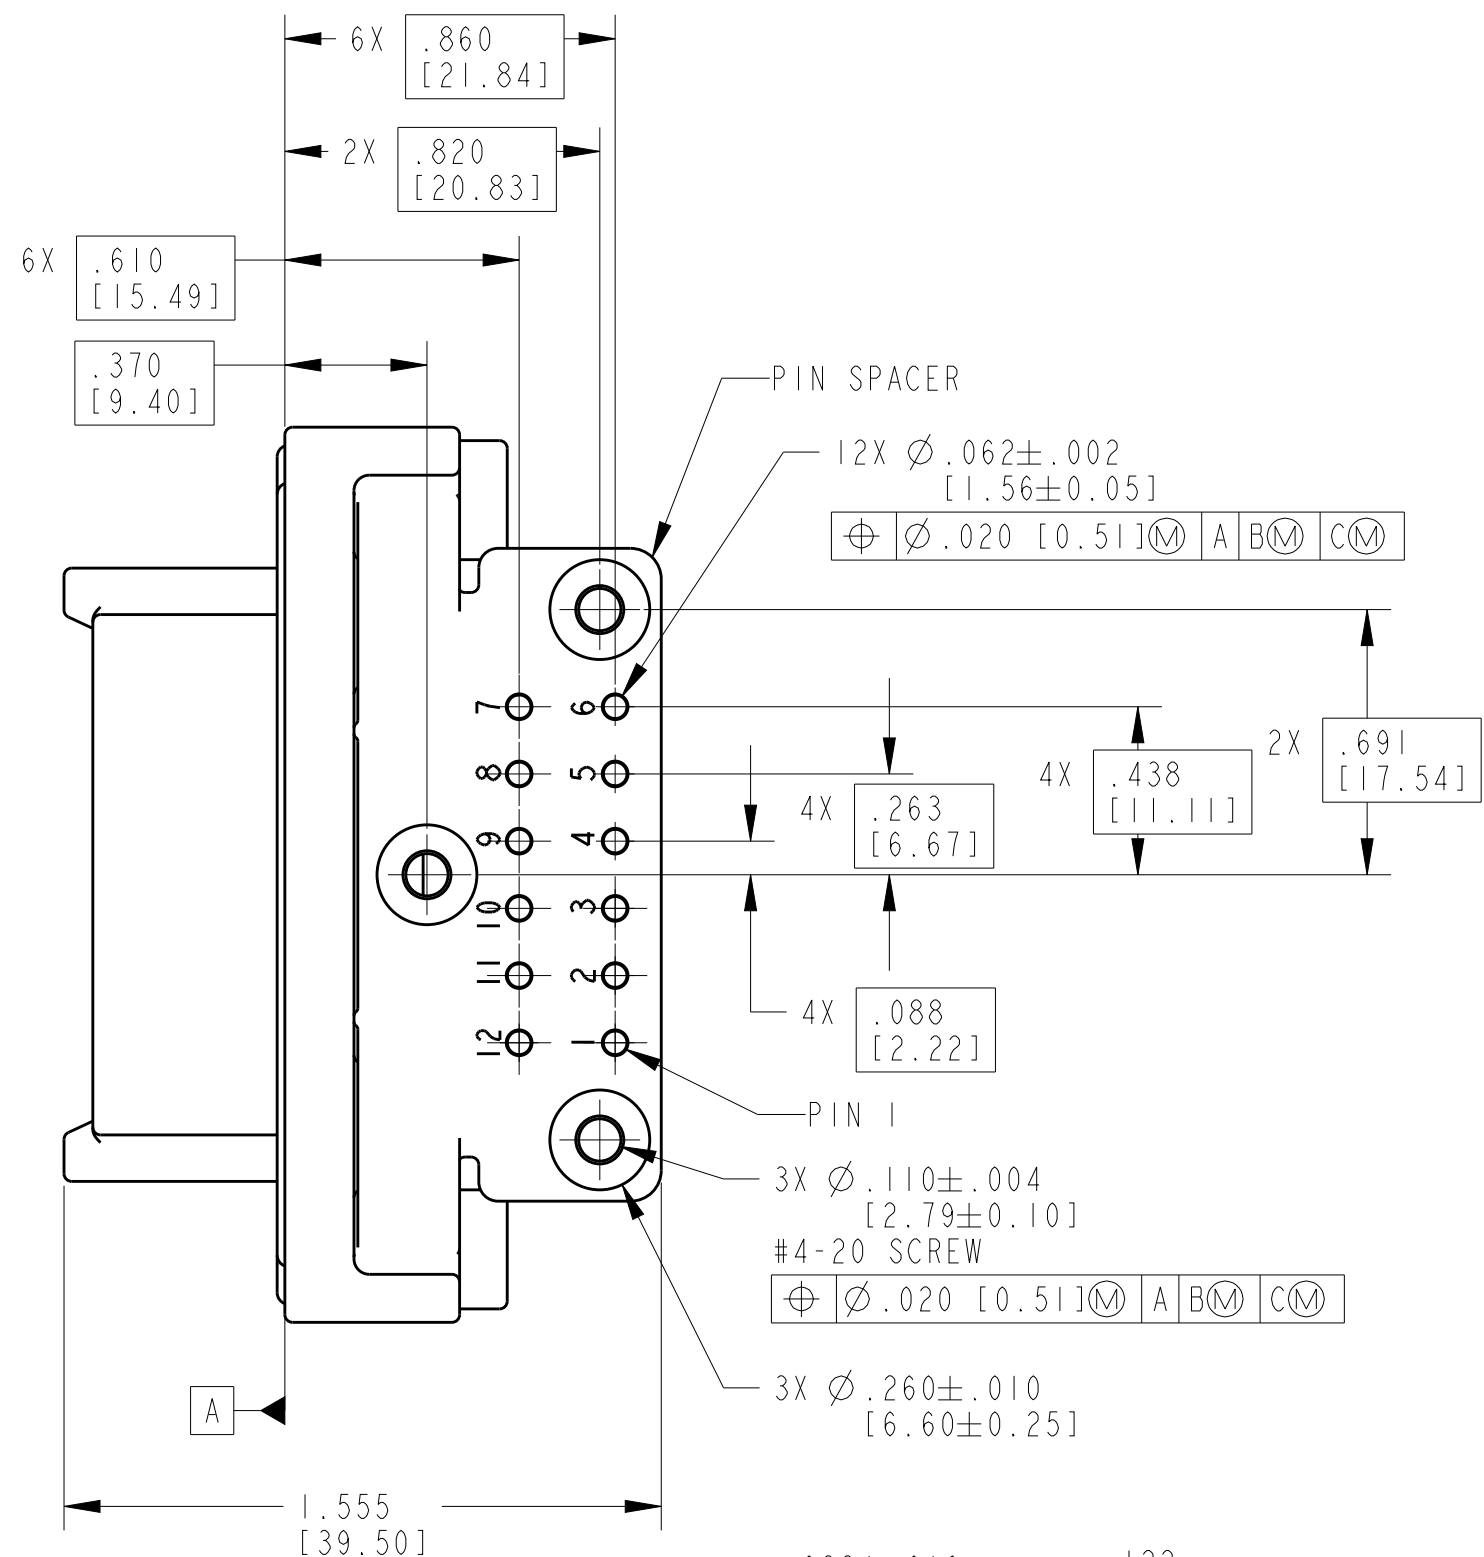 6X .860
[21.84]
2X .820
[20.83]
6X .610
[15.49]
.370
[9.40]
PIN SPACER
12X Ø .062±.002
[1.56±0.05]
⌖ Ø.020 [0.51]Ⓜ A BⓂ CⓂ
7 6
8 5
9 4
10 3
11 2
12 1
2X .691
[17.54]
4X .438
[11.11]
4X .263
[6.67]
4X .088
[2.22]
PIN 1
3X Ø .110±.004
[2.79±0.10]
#4-20 SCREW
⌖ Ø.020 [0.51]Ⓜ A BⓂ CⓂ
3X Ø .260±.010
[6.60±0.25]
A
1.555
[39.50]